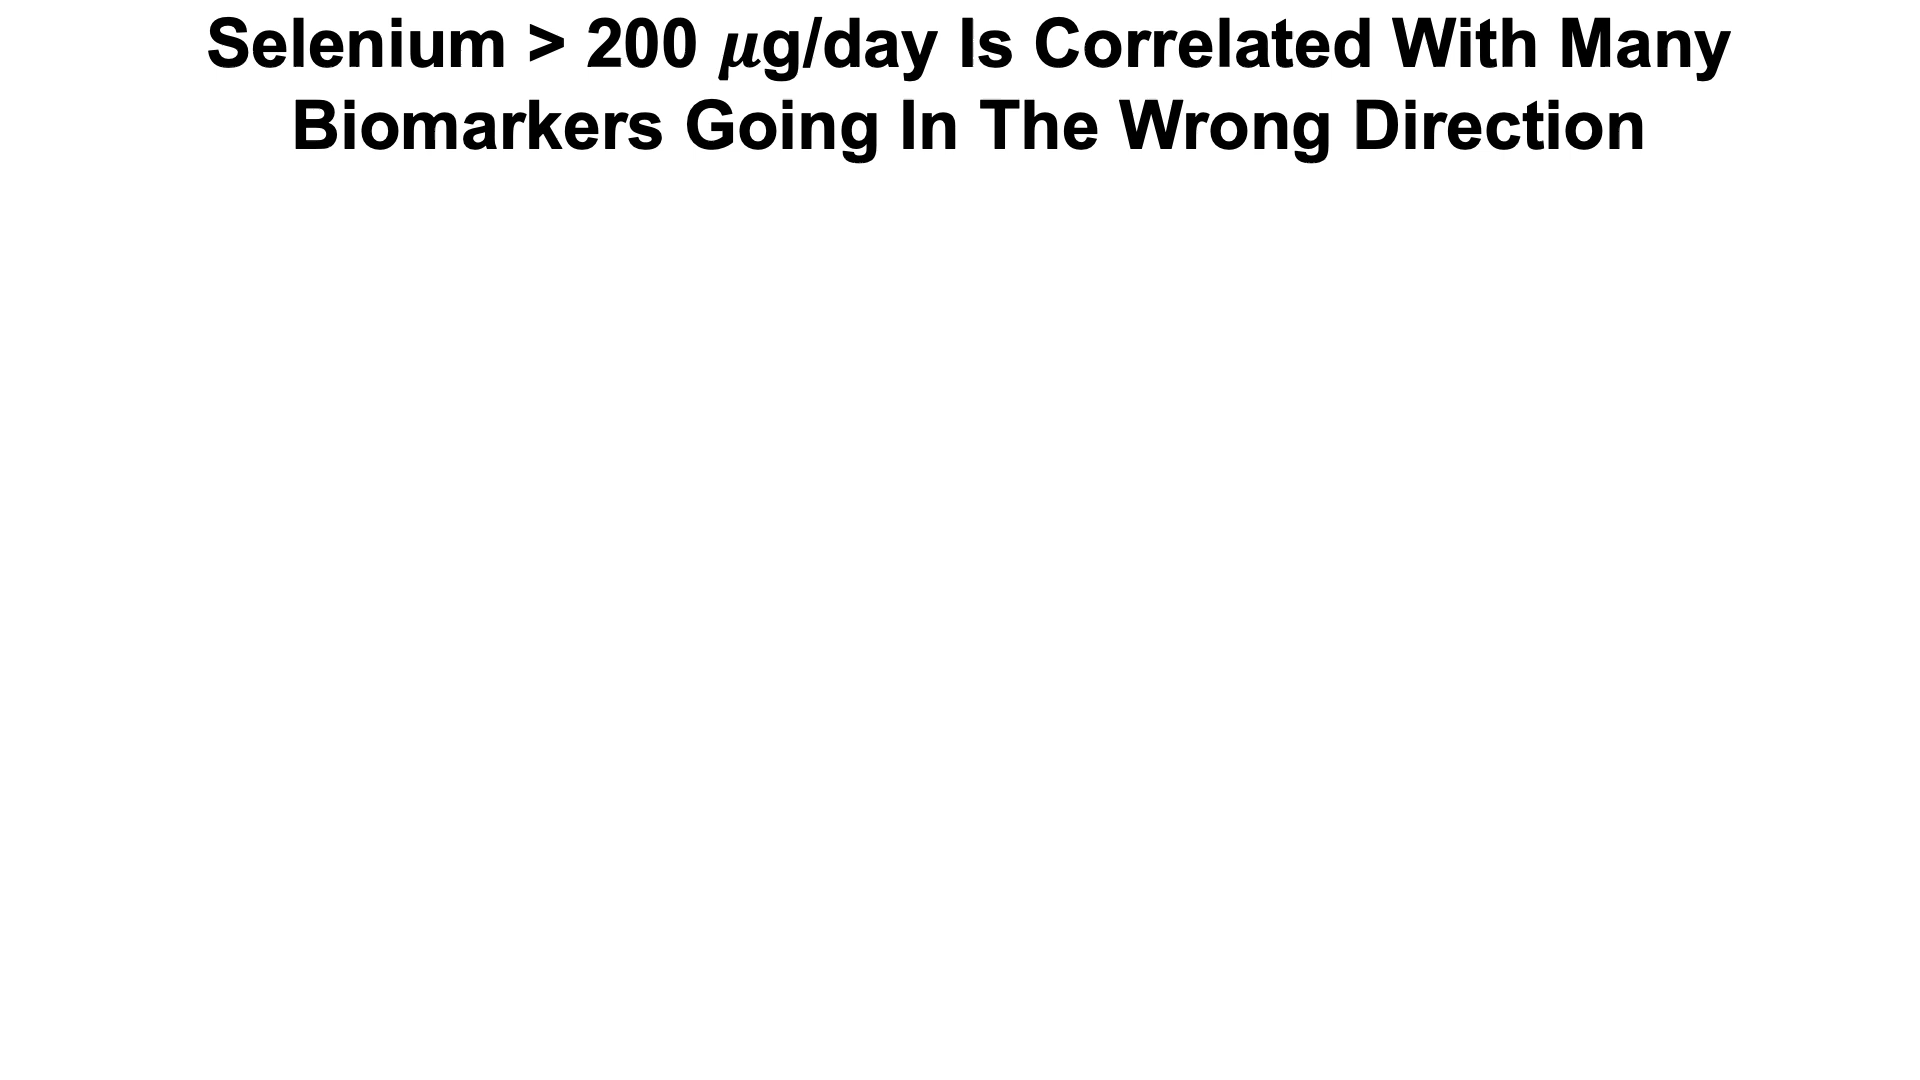 Selenium > 200 𝝁g/day Is Correlated With Many
Biomarkers Going In The Wrong Direction